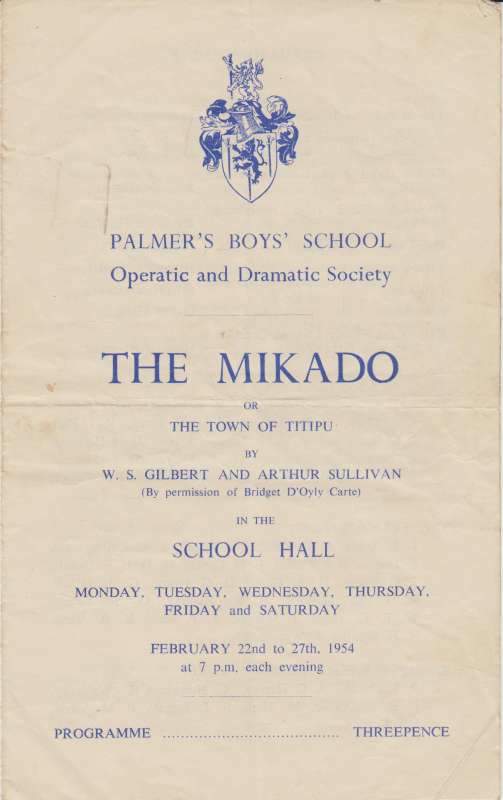 PALMER'S BOYS' SCHOOL
Operatic and Dramatic Society
THE MIKADO
OR
THE TOWN OF TITIPU
BY
W. S. GILBERT AND ARTHUR SULLIVAN
(By permission of Bridget D'Oyly Carte)
IN THE
SCHOOL HALL
MONDAY, TUESDAY, WEDNESDAY, THURSDAY,
FRIDAY and SATURDAY
FEBRUARY 22nd to 27th, 1954
at 7 p.m. each evening
PROGRAMME ....................................... THREEPENCE